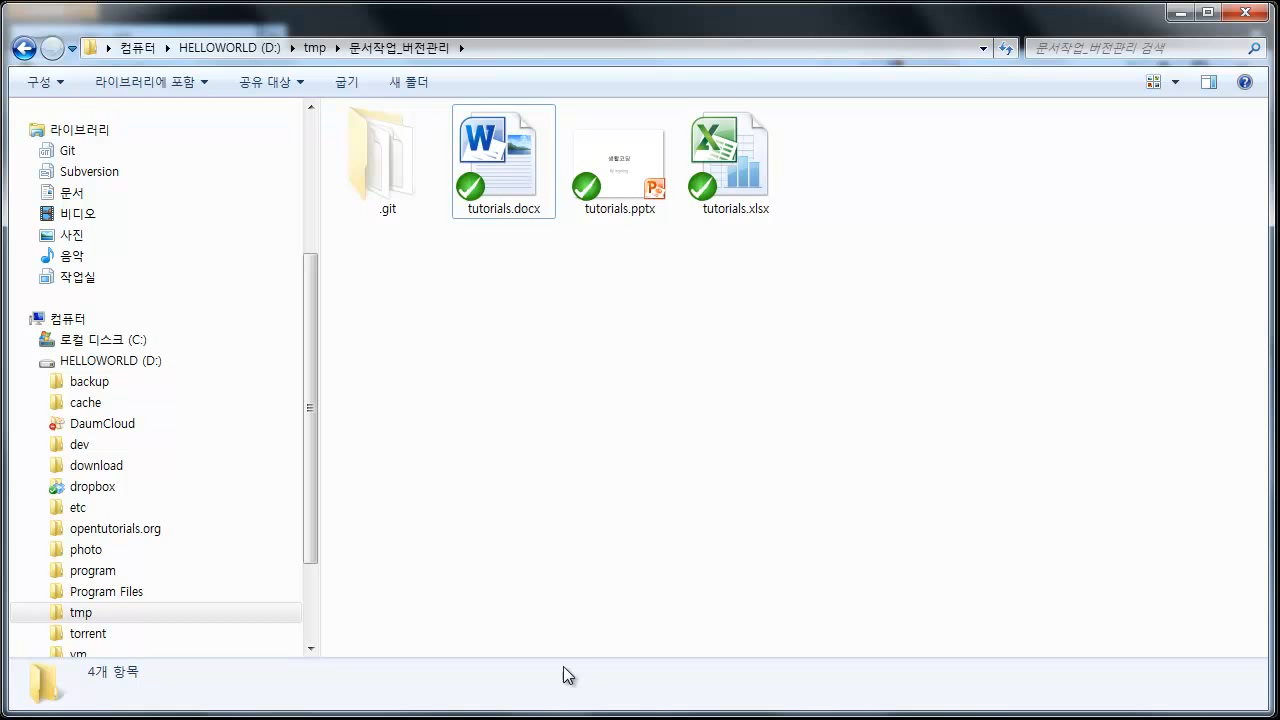 컴퓨터 HELLOWORLD (D:) tmp 문서작업_버전관리
문서작업_버전관리 검색
구성 라이브러리에 포함 공유 대상 굽기 새 폴더
라이브러리
Git
Subversion
문서
비디오
사진
음악
작업실
컴퓨터
로컬 디스크 (C:)
HELLOWORLD (D:)
backup
cache
DaumCloud
dev
download
dropbox
etc
opentutorials.org
photo
program
Program Files
tmp
torrent
vm
생활코딩
.git tutorials.docx tutorials.pptx tutorials.xlsx
4개 항목